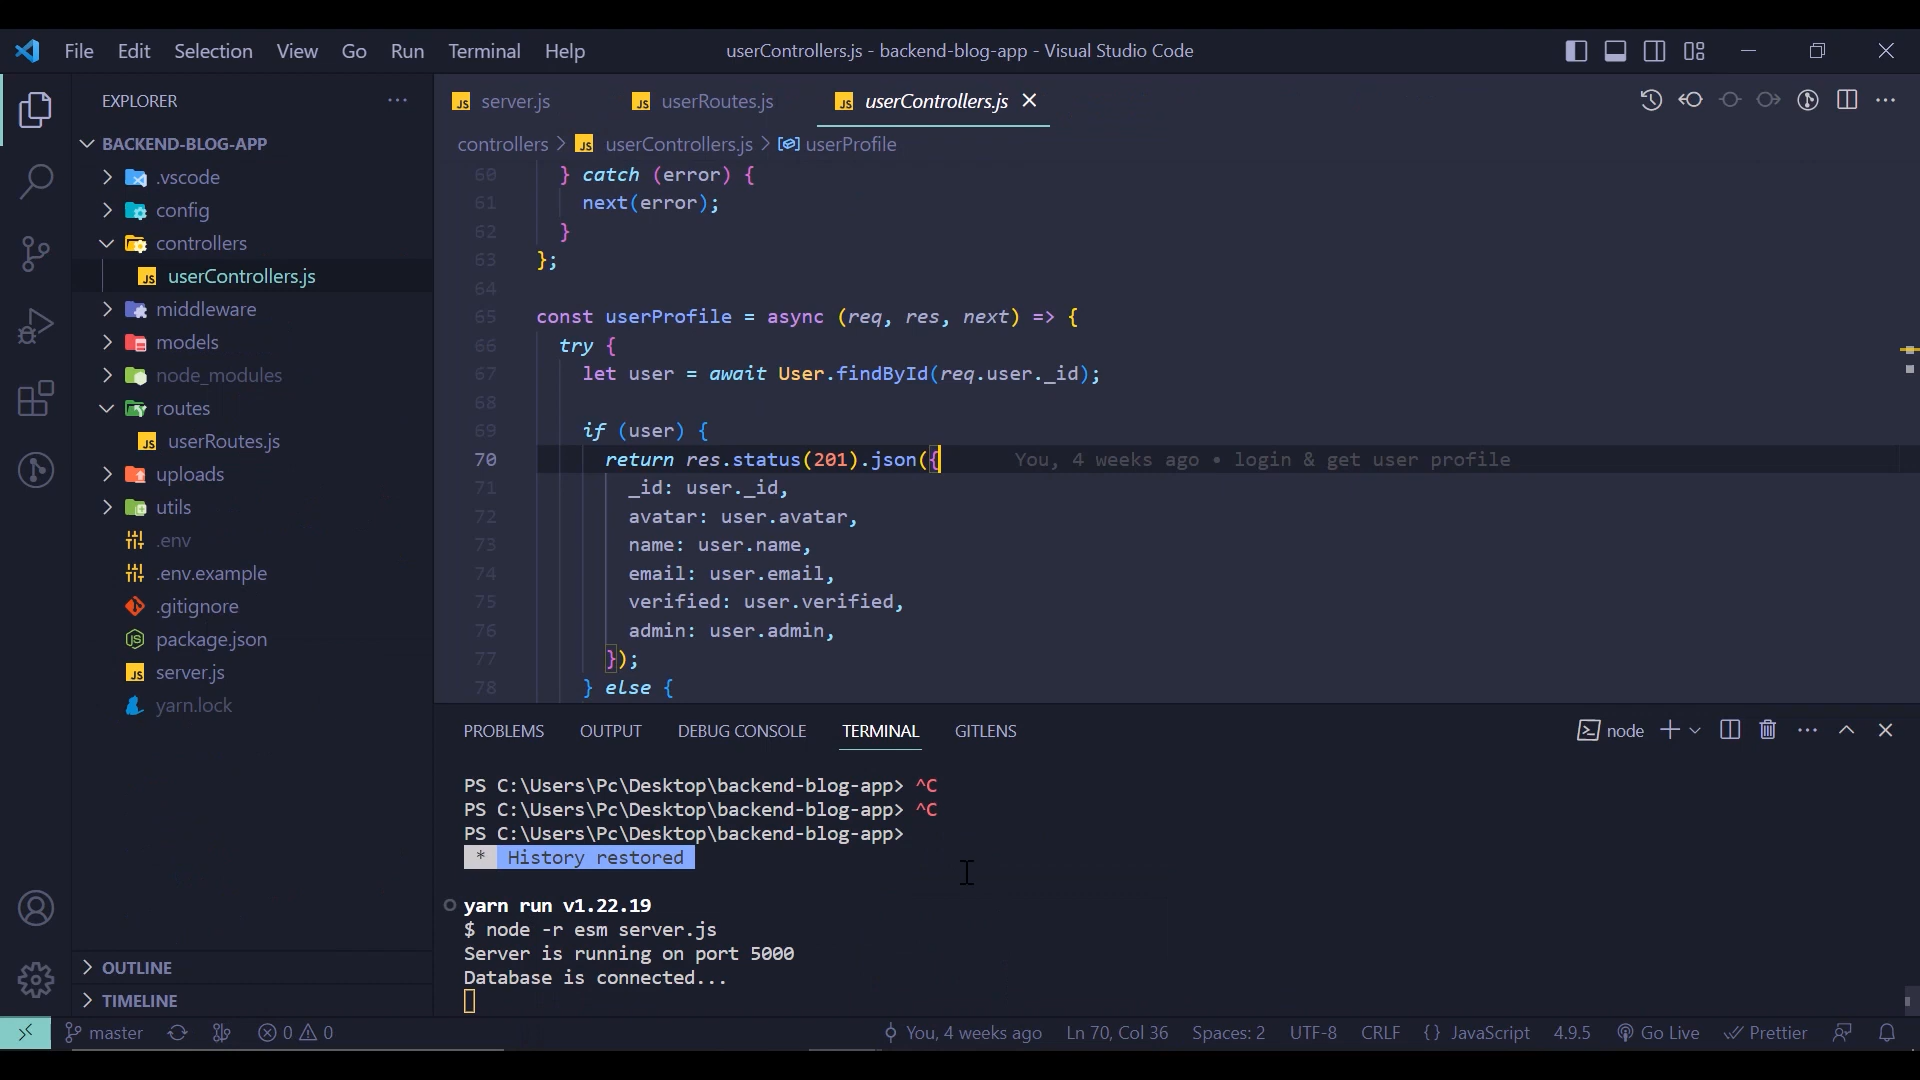 File Edit Selection View Go Run Terminal Help
userControllers.js - backend-blog-app - Visual Studio Code
EXPLORER
BACKEND-BLOG-APP
.vscode
config
controllers
userControllers.js
middleware
models
node_modules
routes
userRoutes.js
uploads
utils
.env
.env.example
.gitignore
package.json
server.js
yarn.lock
OUTLINE
TIMELINE
JS server.js JS userRoutes.js JS userControllers.js
controllers > JS userControllers.js > userProfile
60 } catch (error) {
61 next(error);
62 }
63 };
64
65 const userProfile = async (req, res, next) => {
66 try {
67 let user = await User.findById(req.user._id);
68
69 if (user) {
70 return res.status(201).json({ You, 4 weeks ago • login & get user profile
71 _id: user._id,
72 avatar: user.avatar,
73 name: user.name,
74 email: user.email,
75 verified: user.verified,
76 admin: user.admin,
77 });
78 } else {
PROBLEMS OUTPUT DEBUG CONSOLE TERMINAL GITLENS
node
PS C:\Users\Pc\Desktop\backend-blog-app> ^C
PS C:\Users\Pc\Desktop\backend-blog-app> ^C
PS C:\Users\Pc\Desktop\backend-blog-app>
* History restored
yarn run v1.22.19
$ node -r esm server.js
Server is running on port 5000
Database is connected...
master 0 0 You, 4 weeks ago Ln 70, Col 36 Spaces: 2 UTF-8 CRLF {} JavaScript 4.9.5 Go Live Prettier